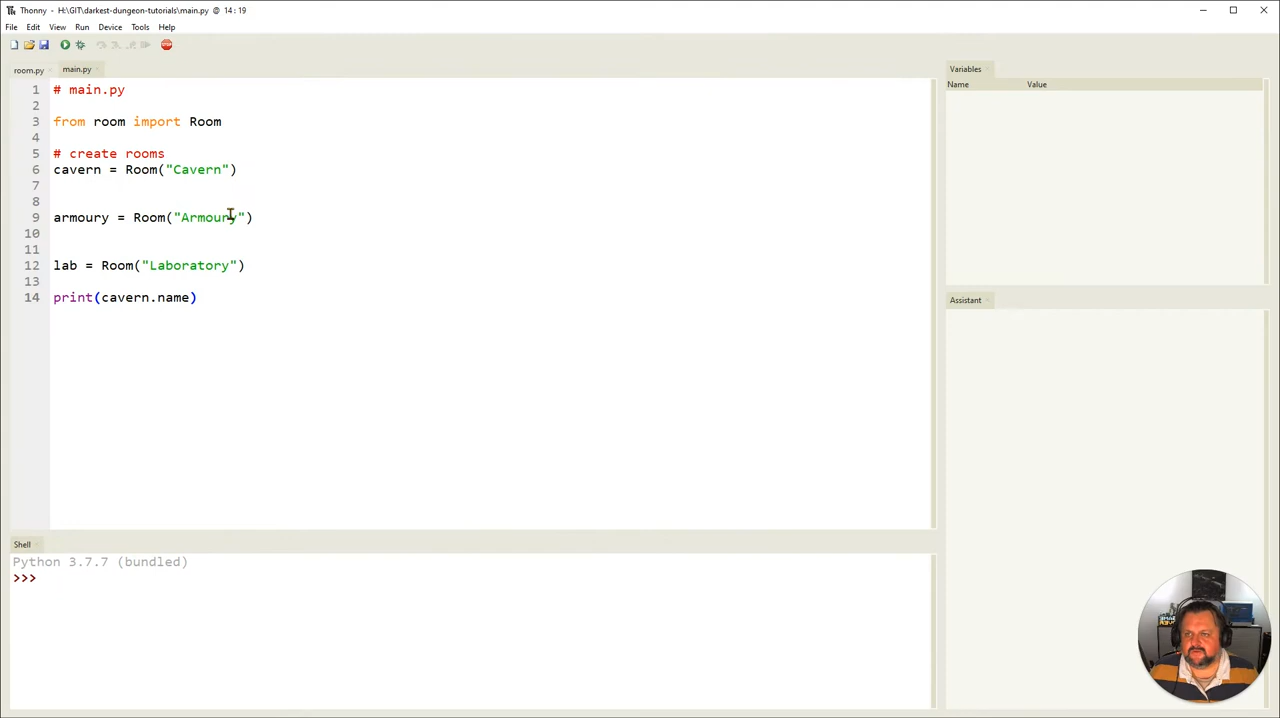 Thonny - H:\GIT\darkest-dungeon-tutorials\main.py @ 14 : 19
File Edit View Run Device Tools Help
room.py main.py
1 # main.py
2
3 from room import Room
4
5 # create rooms
6 cavern = Room("Cavern")
7
8
9 armoury = Room("Armoury")
10
11
12 lab = Room("Laboratory")
13
14 print(cavern.name)
Variables
Name Value
Assistant
Shell
Python 3.7.7 (bundled)
>>>